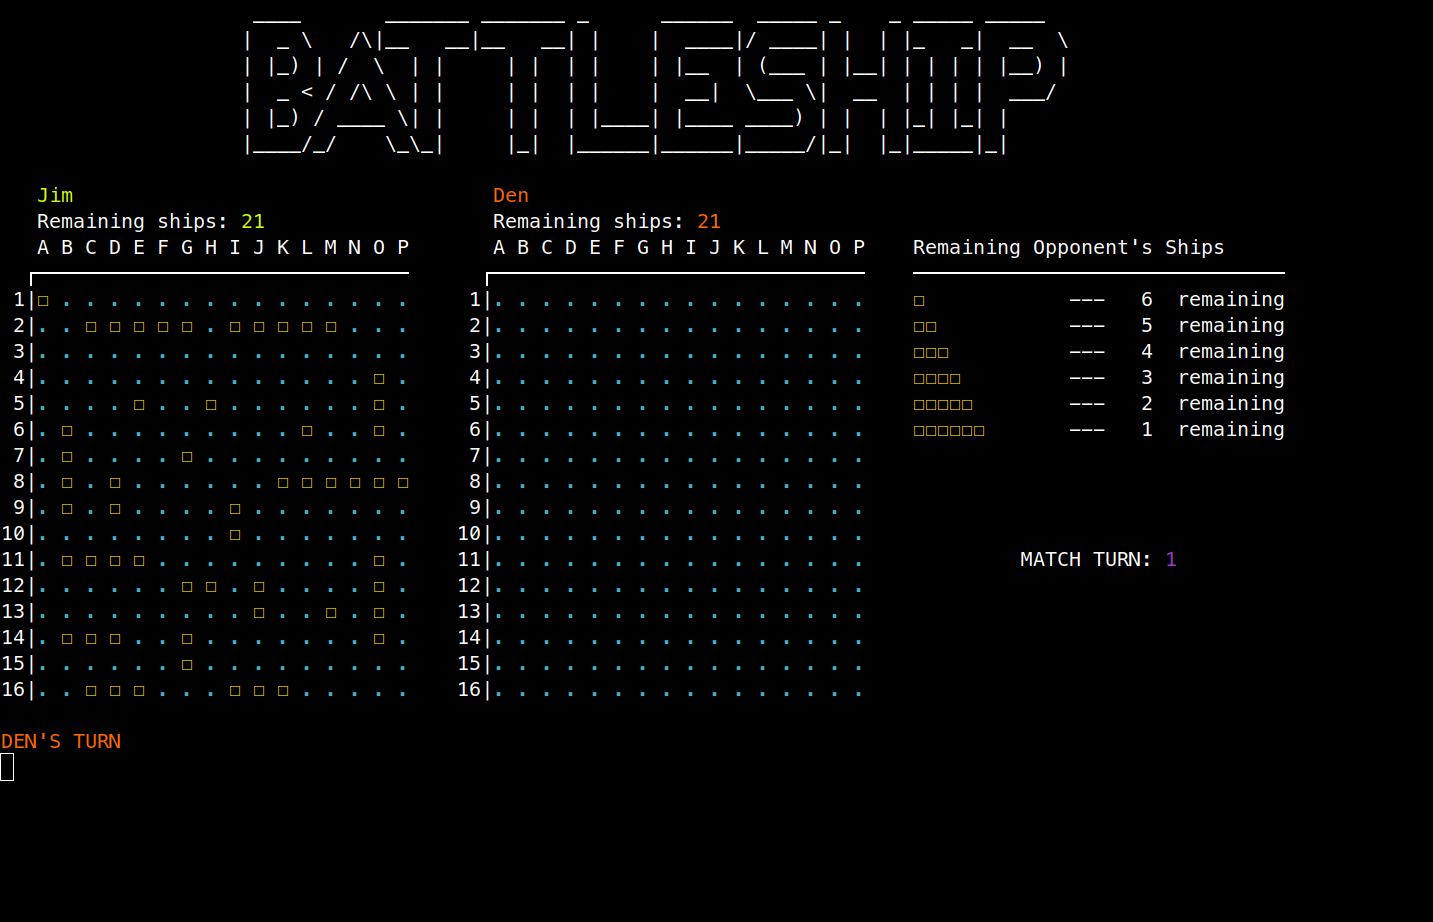 BATTLESHIP
Jim Den
Remaining ships: 21 Remaining ships: 21
A B C D E F G H I J K L M N O P A B C D E F G H I J K L M N O P Remaining Opponent's Ships
1|□ . . . . . . . . . . . . . . . 1|. . . . . . . . . . . . . . . . □ --- 6 remaining
2|. . □ □ □ □ □ . □ □ □ □ □ . . . 2|. . . . . . . . . . . . . . . . □□ --- 5 remaining
3|. . . . . . . . . . . . . . . . 3|. . . . . . . . . . . . . . . . □□□ --- 4 remaining
4|. . . . . . . . . . . . . . □ . 4|. . . . . . . . . . . . . . . . □□□□ --- 3 remaining
5|. . . . □ . . □ . . . . . . □ . 5|. . . . . . . . . . . . . . . . □□□□□ --- 2 remaining
6|. □ . . . . . . . . . □ . . □ . 6|. . . . . . . . . . . . . . . . □□□□□□ --- 1 remaining
7|. □ . . . . □ . . . . . . . . . 7|. . . . . . . . . . . . . . . .
8|. □ . □ . . . . . . □ □ □ □ □ □ 8|. . . . . . . . . . . . . . . .
9|. □ . □ . . . . □ . . . . . . . 9|. . . . . . . . . . . . . . . .
10|. . . . . . . . □ . . . . . . . 10|. . . . . . . . . . . . . . . .
11|. □ □ □ □ . . . . . . . . . □ . 11|. . . . . . . . . . . . . . . . MATCH TURN: 1
12|. . . . . . □ □ . □ . . . . □ . 12|. . . . . . . . . . . . . . . .
13|. . . . . . . . . □ . . □ . □ . 13|. . . . . . . . . . . . . . . .
14|. □ □ □ . . □ . . . . . . . □ . 14|. . . . . . . . . . . . . . . .
15|. . . . . . □ . . . . . . . . . 15|. . . . . . . . . . . . . . . .
16|. . □ □ □ . . . □ □ □ . . . . . 16|. . . . . . . . . . . . . . . .
DEN'S TURN